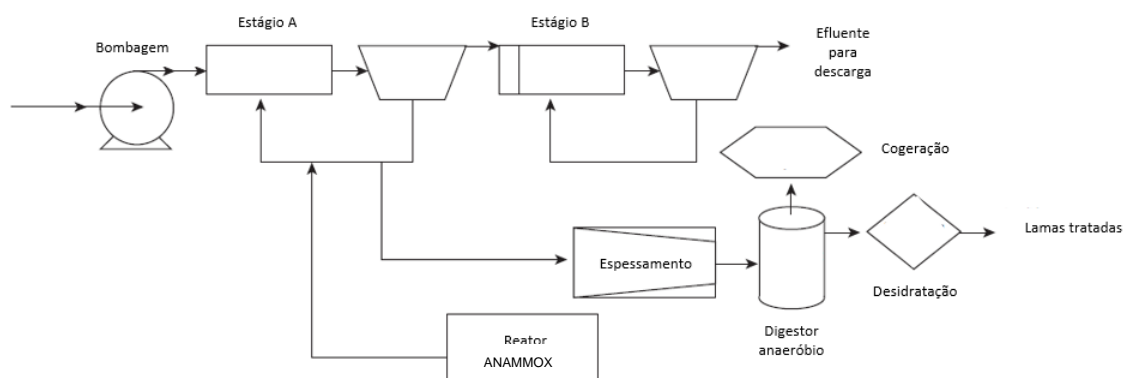 Estágio A
Estágio B
Bombagem
Efluente
para
descarga
Cogeração
Lamas tratadas
Espessamento
Desidratação
Digestor
anaeróbio
Reator
ANAMMOX